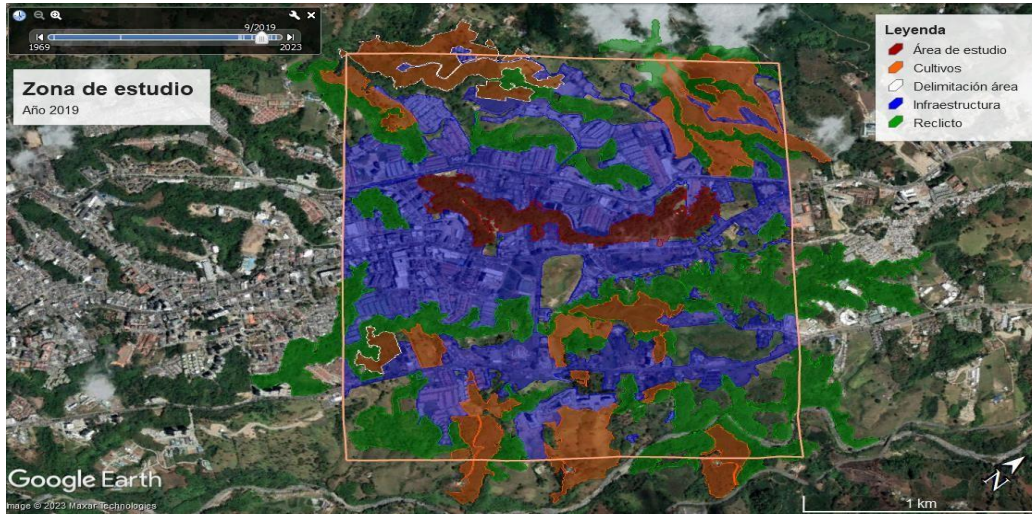 9/2019
1969
2023
Zona de estudio
Año 2019
Leyenda
Área de estudio
Cultivos
Delimitación área
Infraestructura
Reclicto
Google Earth
Image © 2023 Maxar Technologies
1 km
N